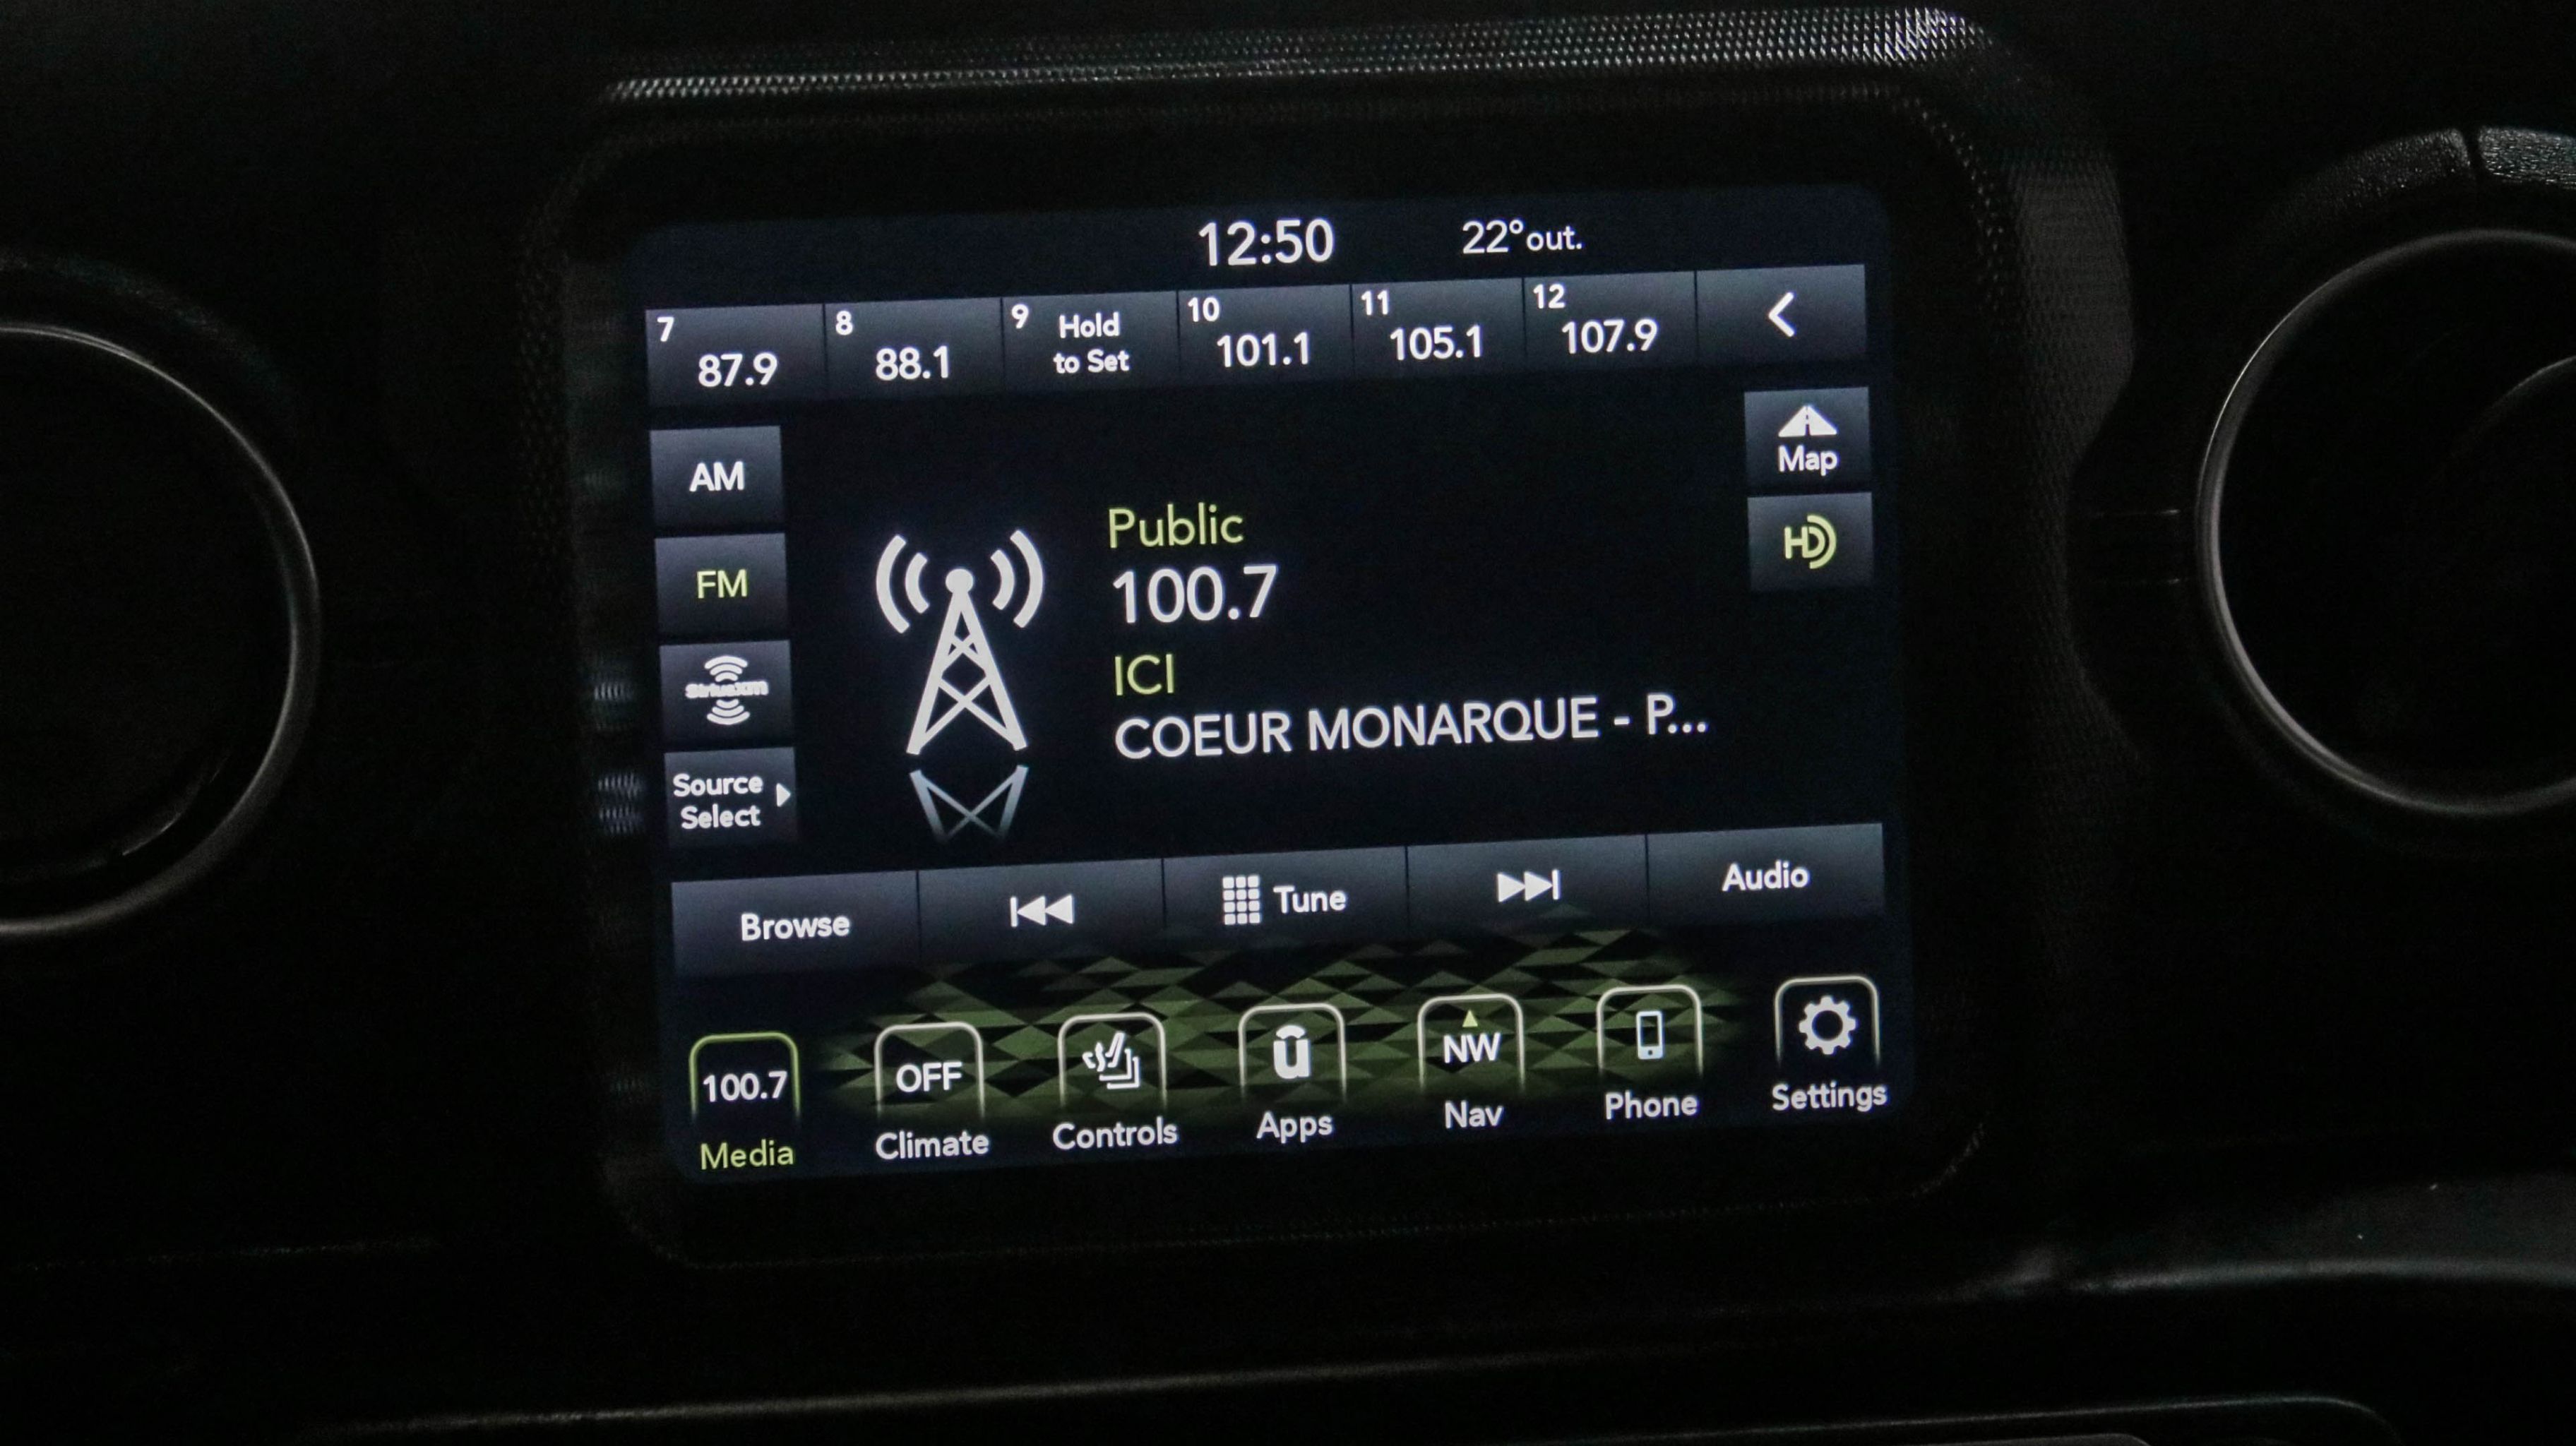 12:50 22°out.
7 87.9
8 88.1
9 Hold
to Set
10 101.1
11 105.1
12 107.9
AM
FM
SiriusXM
Source
Select
Public
100.7
ICI
COEUR MONARQUE - P...
Map
HD
Browse
Tune
Audio
100.7
Media
OFF
Climate
Controls
ū
Apps
NW
Nav
Phone
Settings